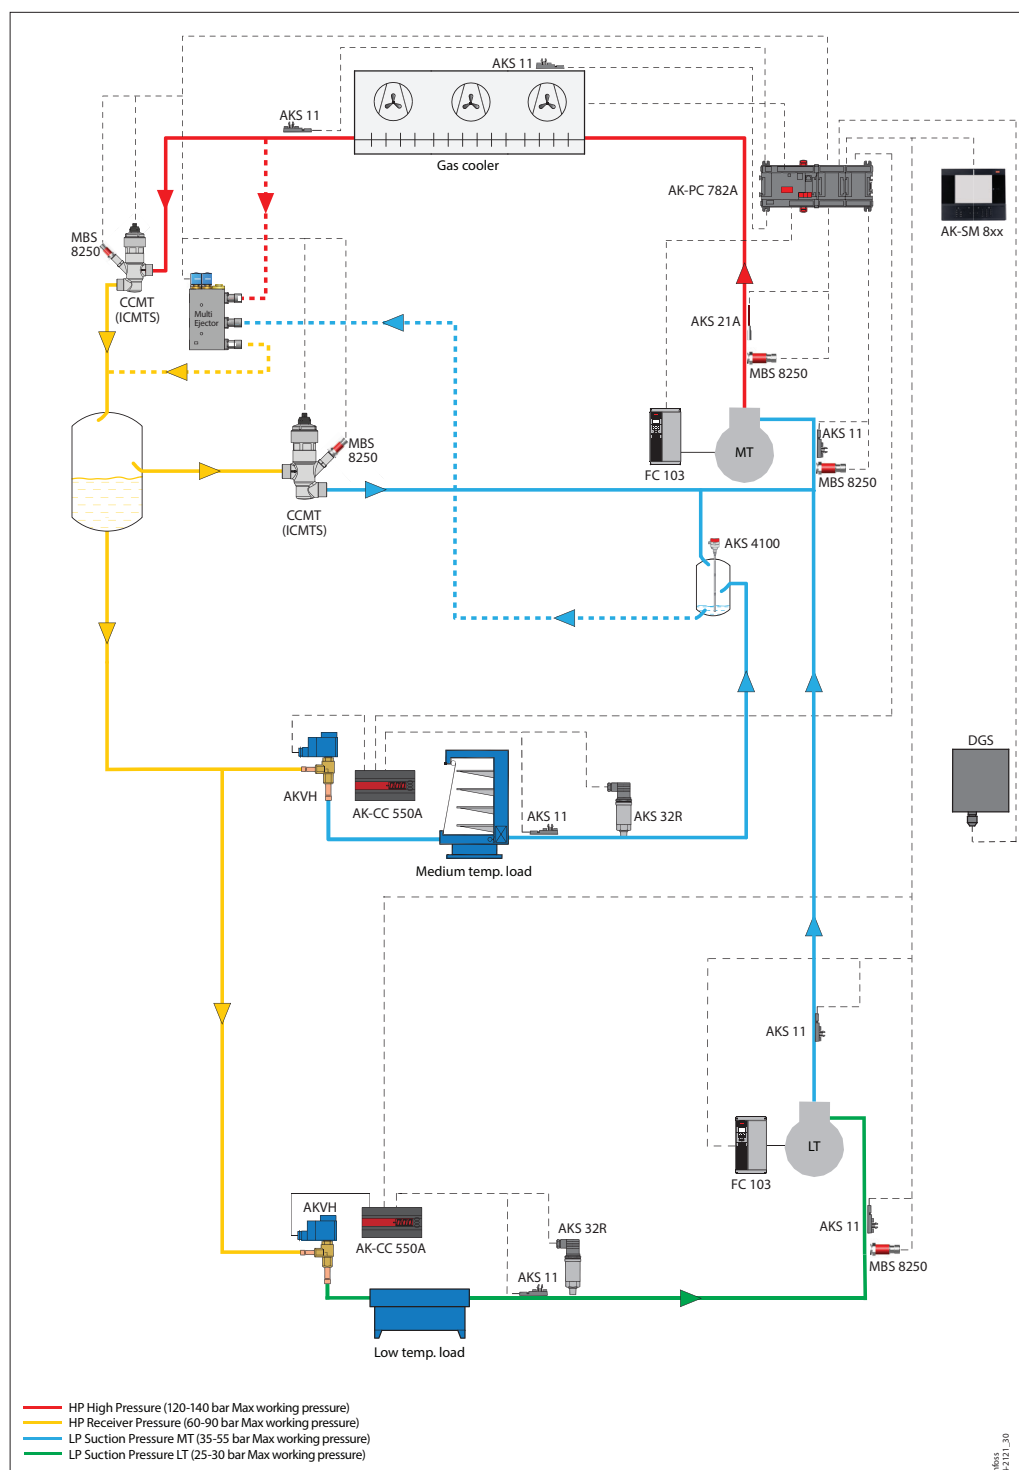 AKS 11
AKS 11
Gas cooler
AK-PC 782A
AK-SM 8xx
MBS
8250
CCMT
(ICMTS)
Multi
Ejector
AKS 21A
MBS 8250
MBS
8250
FC 103
MT
AKS 11
MBS 8250
CCMT
(ICMTS)
AKS 4100
DGS
AKVH
AK-CC 550A
AKS 11
AKS 32R
Medium temp. load
AKS 11
LT
FC 103
AKVH
AK-CC 550A
AKS 32R
AKS 11
AKS 11
MBS 8250
Low temp. load
HP High Pressure (120-140 bar Max working pressure)
HP Receiver Pressure (60-90 bar Max working pressure)
LP Suction Pressure MT (35-55 bar Max working pressure)
LP Suction Pressure LT (25-30 bar Max working pressure)